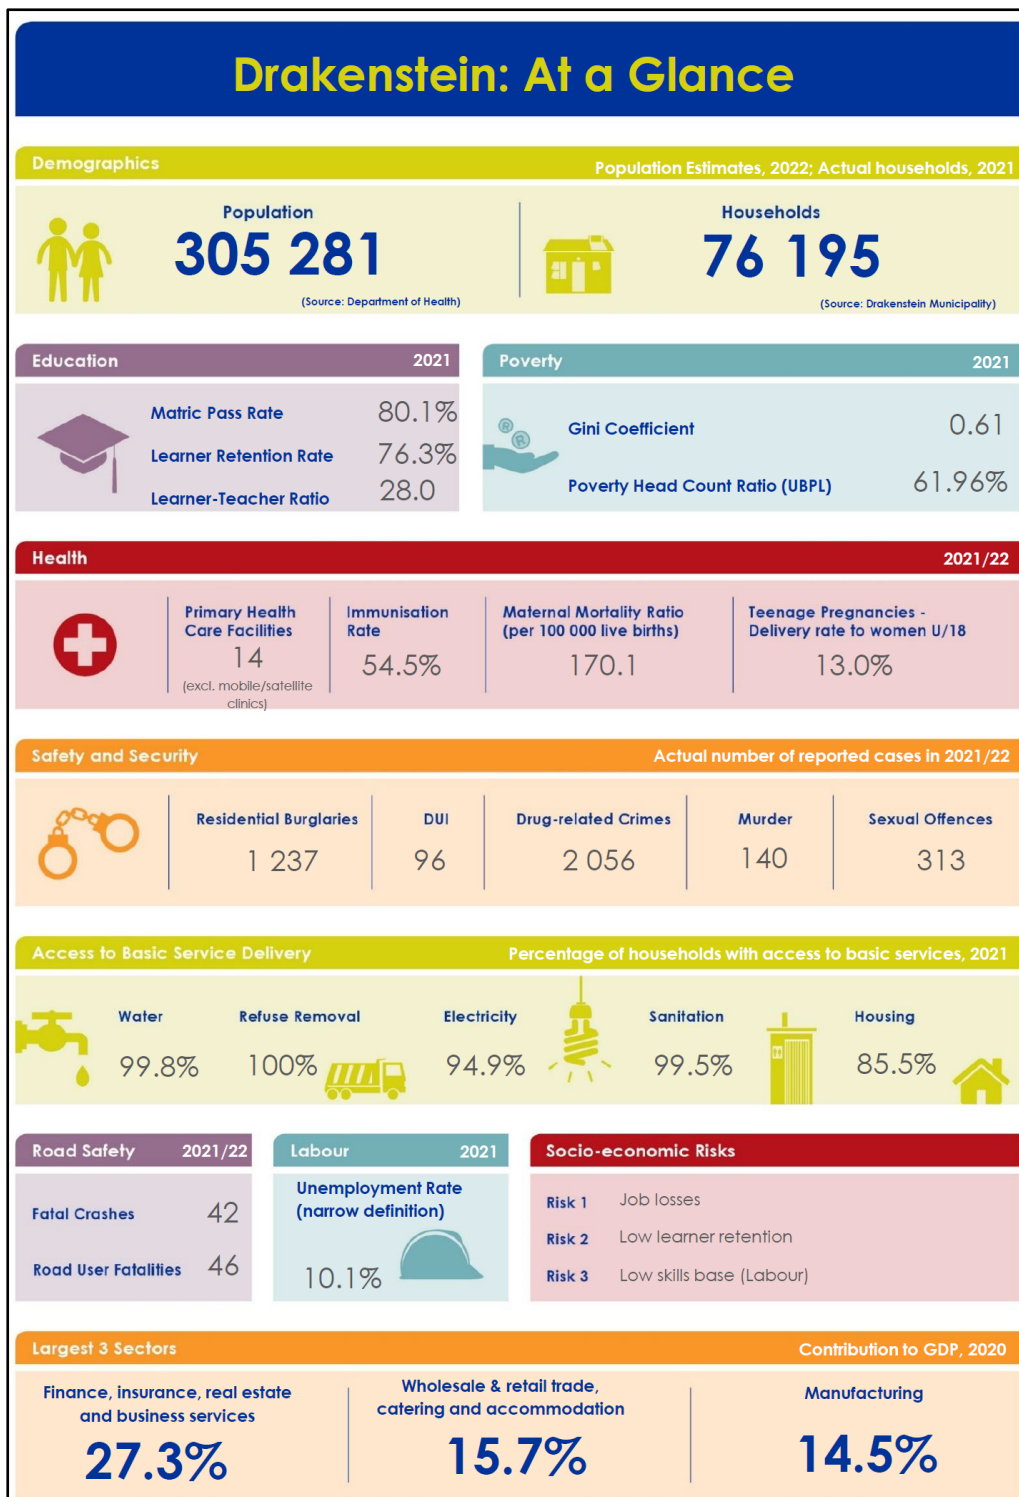 Drakenstein: At a Glance
Demographics
Population Estimates, 2022; Actual households, 2021
Population
305 281
(Source: Department of Health)
Households
76 195
(Source: Drakenstein Municipality)
Education 2021
Matric Pass Rate 80.1%
Learner Retention Rate 76.3%
Learner-Teacher Ratio 28.0
Poverty 2021
R
R
Gini Coefficient 0.61
Poverty Head Count Ratio (UBPL) 61.96%
Health 2021/22
Primary Health
Care Facilities
14
(excl. mobile/satellite
clinics)
Immunisation
Rate
54.5%
Maternal Mortality Ratio
(per 100 000 live births)
170.1
Teenage Pregnancies -
Delivery rate to women U/18
13.0%
Safety and Security Actual number of reported cases in 2021/22
Residential Burglaries
1 237
DUI
96
Drug-related Crimes
2 056
Murder
140
Sexual Offences
313
Access to Basic Service Delivery Percentage of households with access to basic services, 2021
Water
99.8%
Refuse Removal
100%
Electricity
94.9%
Sanitation
99.5%
Housing
85.5%
Road Safety 2021/22
Fatal Crashes 42
Road User Fatalities 46
Labour 2021
Unemployment Rate
(narrow definition)
10.1%
Socio-economic Risks
Risk 1 Job losses
Risk 2 Low learner retention
Risk 3 Low skills base (Labour)
Largest 3 Sectors Contribution to GDP, 2020
Finance, insurance, real estate
and business services
27.3%
Wholesale & retail trade,
catering and accommodation
15.7%
Manufacturing
14.5%